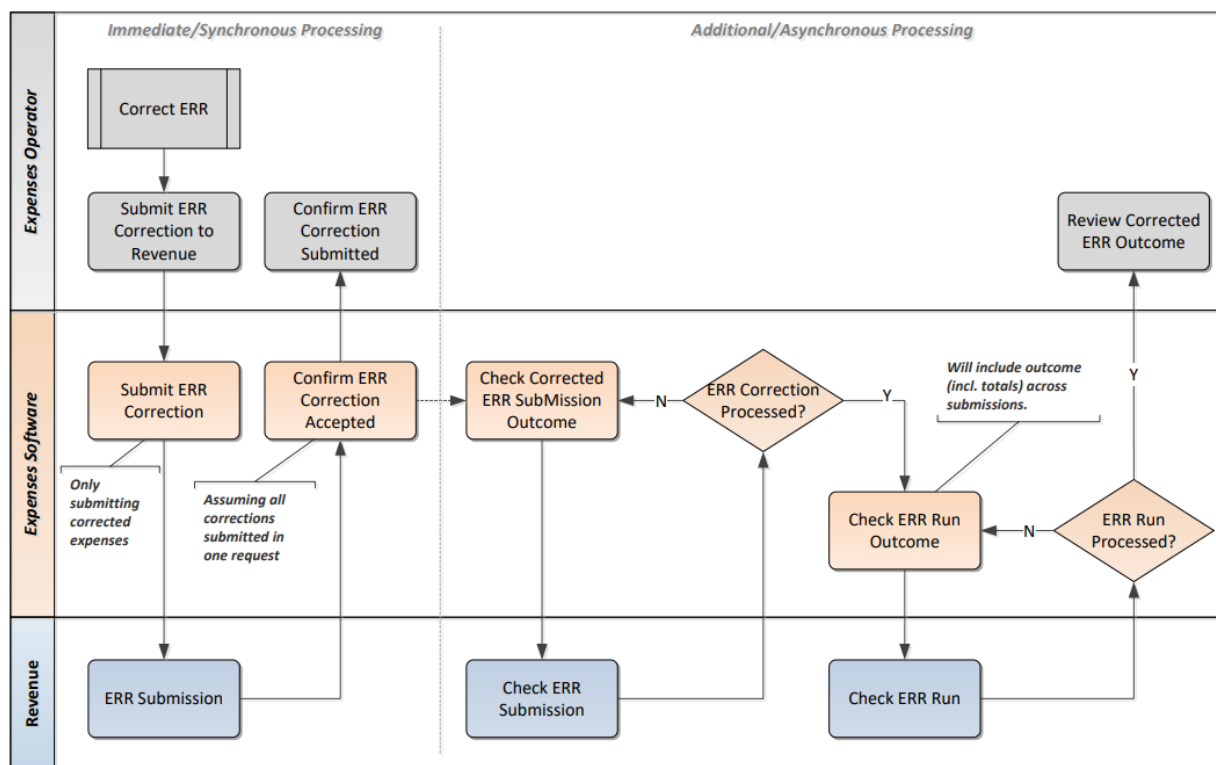 Immediate/Synchronous Processing
Additional/Asynchronous Processing
Expenses Operator
Correct ERR
Submit ERR
Correction to
Revenue
Confirm ERR
Correction
Submitted
Review Corrected
ERR Outcome
Expenses Software
Submit ERR
Correction
Confirm ERR
Correction
Accepted
Check Corrected
ERR SubMission
Outcome
N
ERR Correction
Processed?
Y
Will include outcome
(incl. totals) across
submissions.
Y
Only
submitting
corrected
expenses
Assuming all
corrections
submitted in
one request
Check ERR Run
Outcome
N
ERR Run
Processed?
Revenue
ERR Submission
Check ERR
Submission
Check ERR Run